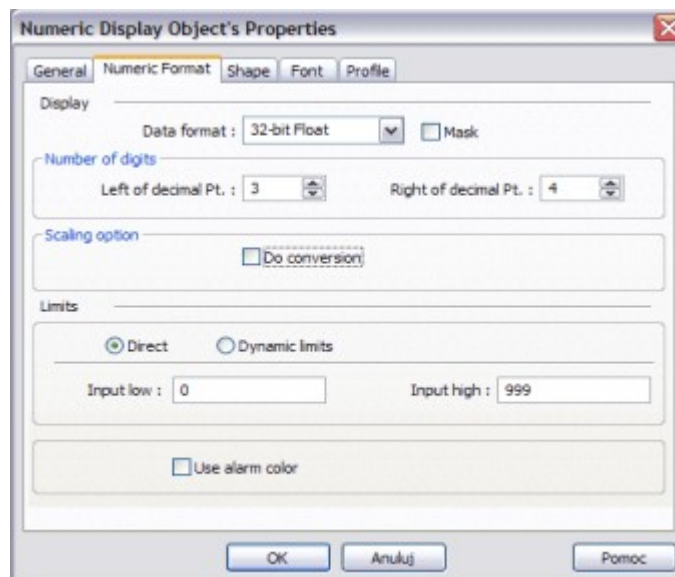 Numeric Display Object's Properties
General Numeric Format Shape Font Profile
Display
Data format : 32-bit Float Mask
Number of digits
Left of decimal Pt. : 3 Right of decimal Pt. : 4
Scaling option
Do conversion
Limits
Direct Dynamic limits
Input low : 0 Input high : 999
Use alarm color
OK Anuluj Pomoc